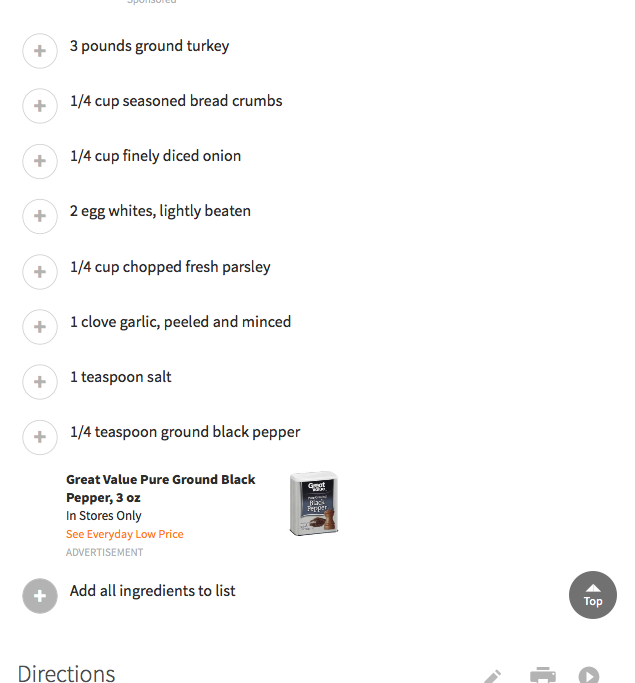 Sponsored
3 pounds ground turkey
1/4 cup seasoned bread crumbs
1/4 cup finely diced onion
2 egg whites, lightly beaten
1/4 cup chopped fresh parsley
1 clove garlic, peeled and minced
1 teaspoon salt
1/4 teaspoon ground black pepper
Great Value Pure Ground Black
Pepper, 3 oz
In Stores Only
See Everyday Low Price
ADVERTISEMENT
Great
Value
Black
Pepper
Add all ingredients to list
Top
Directions